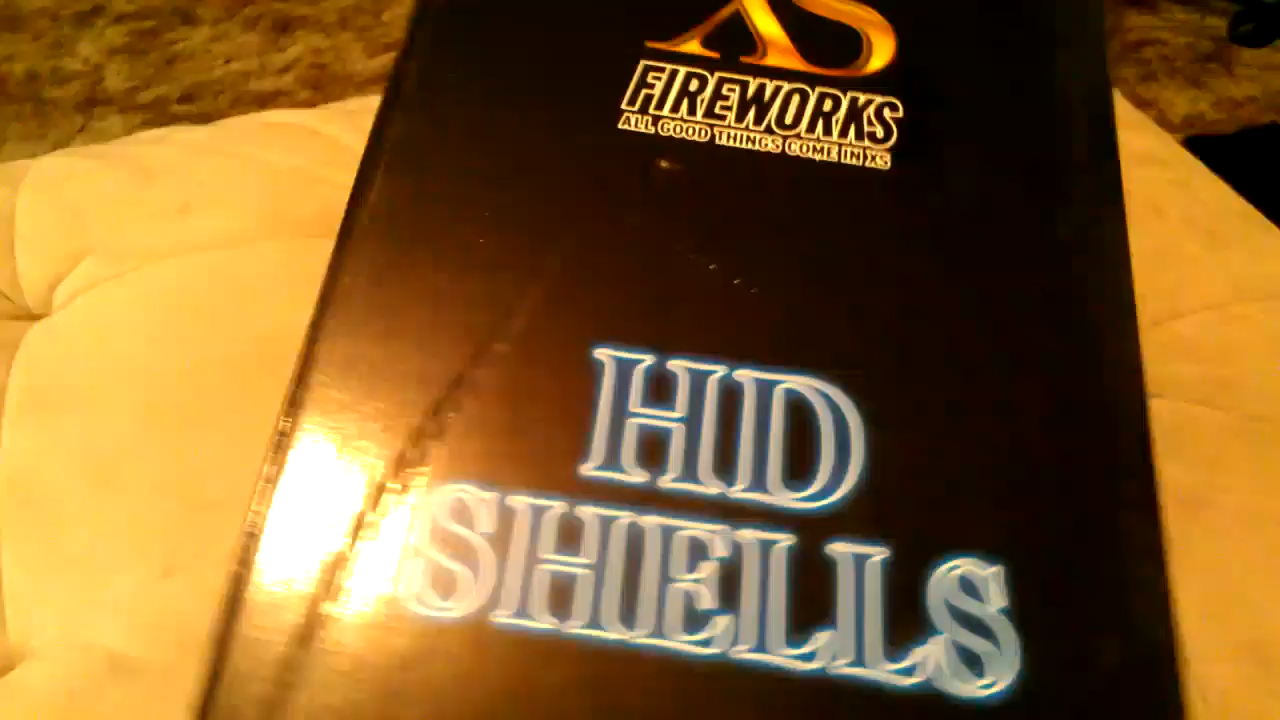 XS
FIREWORKS
ALL GOOD THINGS COME IN XS
HD
SHELLS